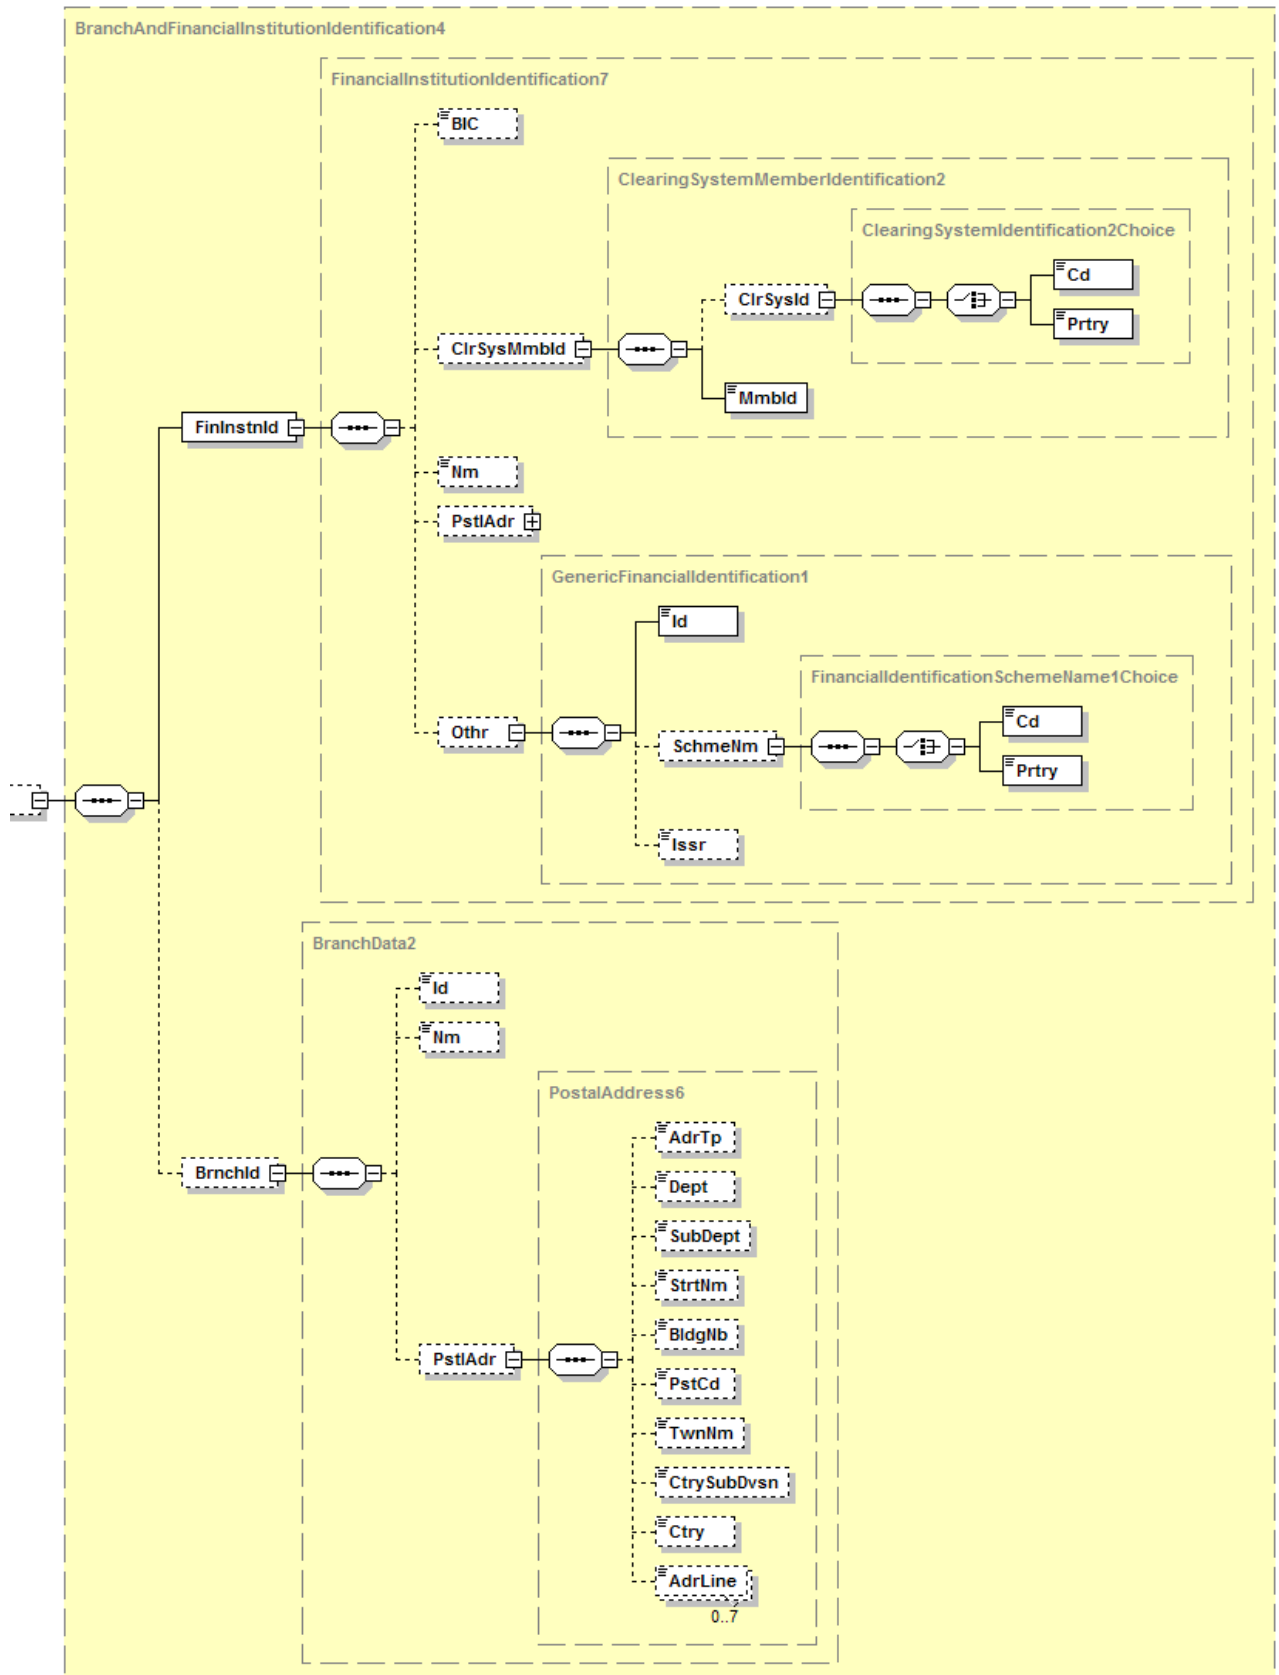 BranchAndFinancialInstitutionIdentification4
FinancialInstitutionIdentification7
BIC
ClearingSystemMemberIdentification2
ClearingSystemIdentification2Choice
Cd
ClrSysId
Prtry
ClrSysMmbId
MmbId
FinInstnId
Nm
PstlAdr
GenericFinancialIdentification1
Id
FinancialIdentificationSchemeName1Choice
Cd
Othr
SchmeNm
Prtry
Issr
BranchData2
Id
Nm
PostalAddress6
AdrTp
BrnchId
Dept
SubDept
StrtNm
BldgNb
PstlAdr
PstCd
TwnNm
CtrySubDvsn
Ctry
AdrLine
0..7